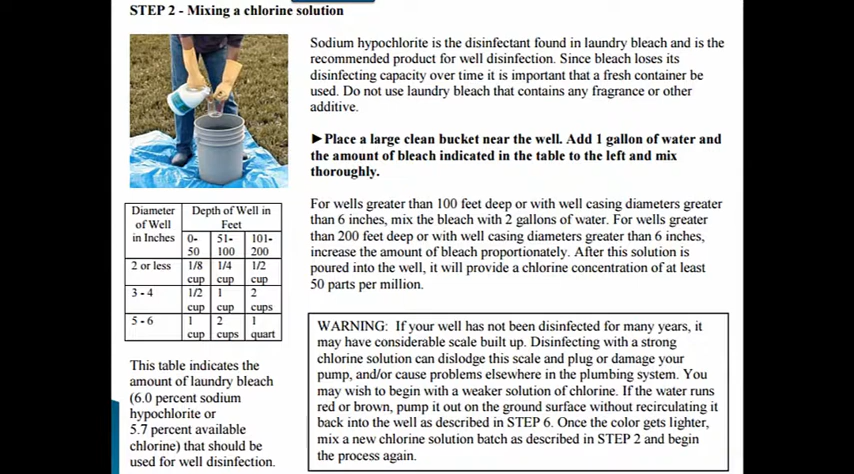 STEP 2 - Mixing a chlorine solution
Sodium hypochlorite is the disinfectant found in laundry bleach and is the
recommended product for well disinfection. Since bleach loses its
disinfecting capacity over time it is important that a fresh container be
used. Do not use laundry bleach that contains any fragrance or other
additive.
►Place a large clean bucket near the well. Add 1 gallon of water and
the amount of bleach indicated in the table to the left and mix
thoroughly.
For wells greater than 100 feet deep or with well casing diameters greater
than 6 inches, mix the bleach with 2 gallons of water. For wells greater
than 200 feet deep or with well casing diameters greater than 6 inches,
increase the amount of bleach proportionately. After this solution is
poured into the well, it will provide a chlorine concentration of at least
50 parts per million.
Diameter of Well in Inches
Depth of Well in Feet
0-50 51-100 101-200
2 or less 1/8 cup 1/4 cup 1/2 cup
3 - 4 1/2 cup 1 cup 2 cups
5 - 6 1 cup 2 cups 1 quart
This table indicates the
amount of laundry bleach
(6.0 percent sodium
hypochlorite or
5.7 percent available
chlorine) that should be
used for well disinfection.
WARNING: If your well has not been disinfected for many years, it
may have considerable scale built up. Disinfecting with a strong
chlorine solution can dislodge this scale and plug or damage your
pump, and/or cause problems elsewhere in the plumbing system. You
may wish to begin with a weaker solution of chlorine. If the water runs
red or brown, pump it out on the ground surface without recirculating it
back into the well as described in STEP 6. Once the color gets lighter,
mix a new chlorine solution batch as described in STEP 2 and begin
the process again.